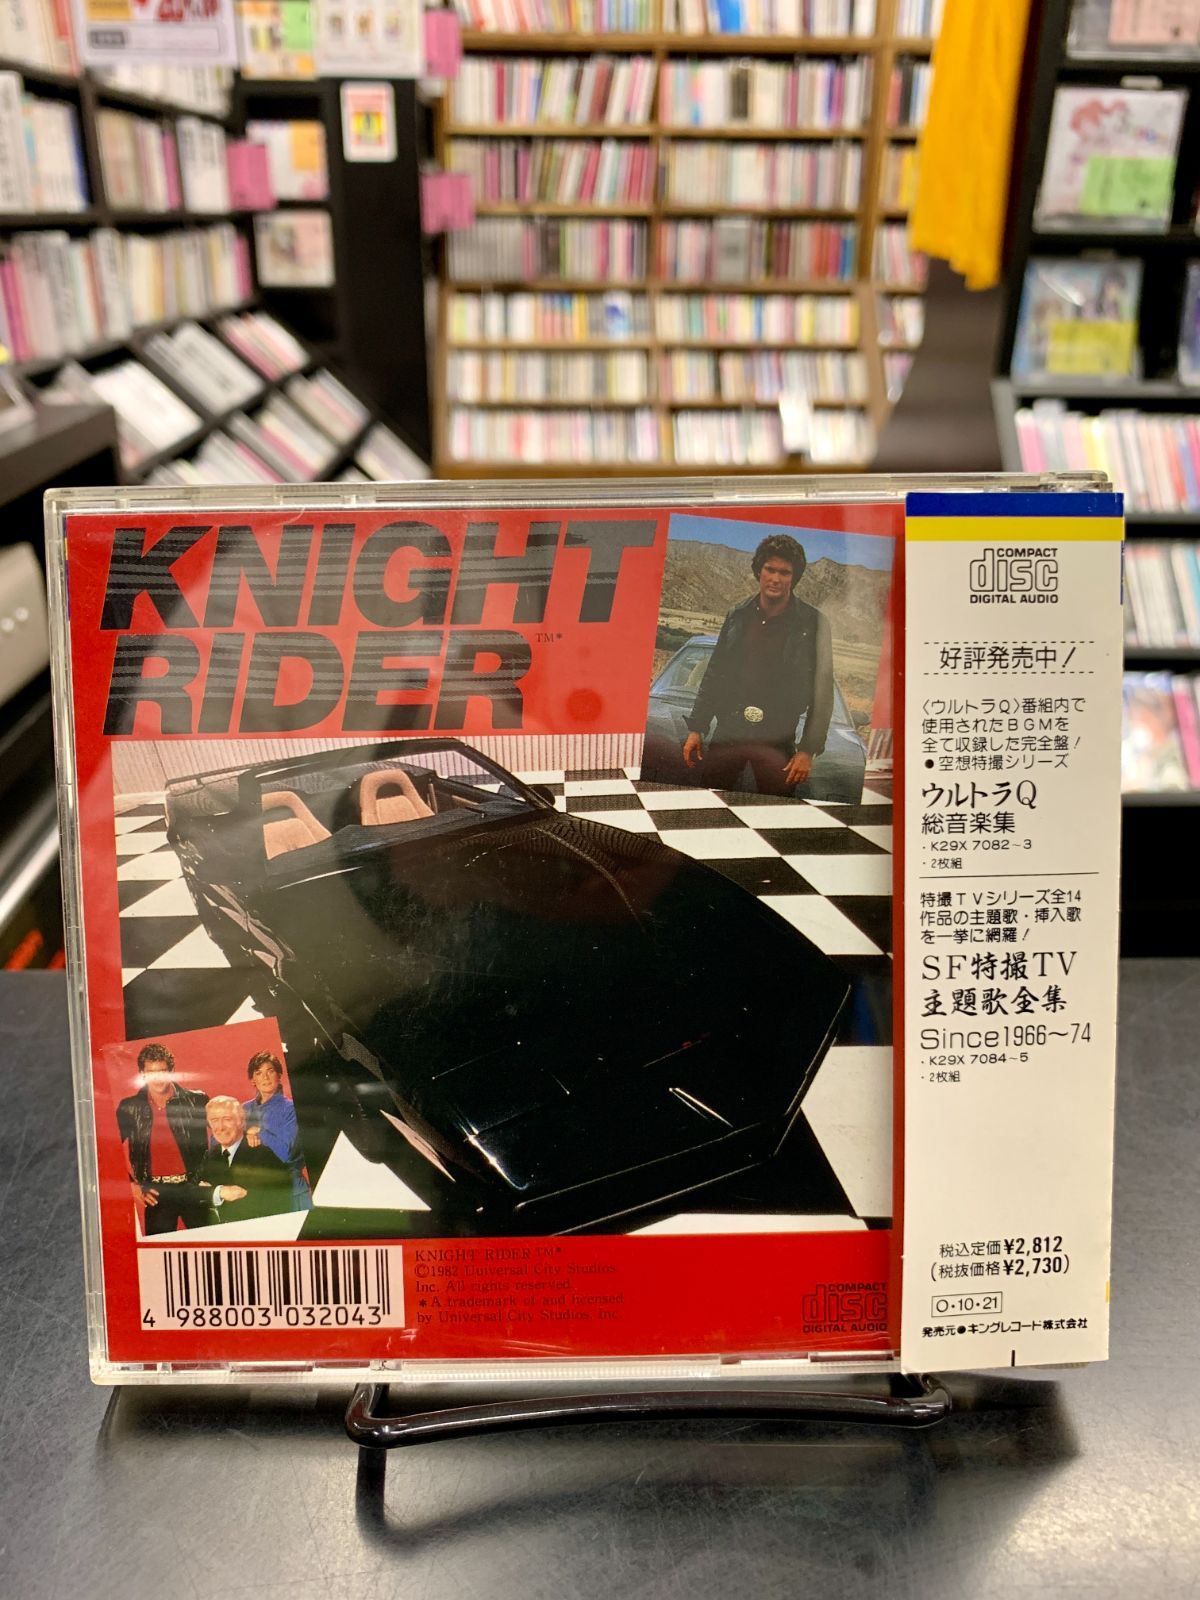 KNIGHT
RIDER™*
COMPACT
disc
DIGITAL AUDIO
好評発売中！
〈ウルトラQ〉番組内で
使用されたBGMを
全て収録した完全盤！
●空想特撮シリーズ
ウルトラQ
総音楽集
・K29X 7082〜3
・2枚組
特撮TVシリーズ全14
作品の主題歌・挿入歌
を一挙に網羅！
SF特撮TV
主題歌全集
Since1966〜74
・K29X 7084〜5
・2枚組
税込定価¥2,812
(税抜価格¥2,730)
O・10・21
発売元●キングレコード株式会社
4 988003 032043
KNIGHT RIDER™*
©1982 Universal City Studios
Inc. All rights reserved.
*A trademark of and licensed
by Universal City Studios, Inc.
COMPACT
disc
DIGITAL AUDIO